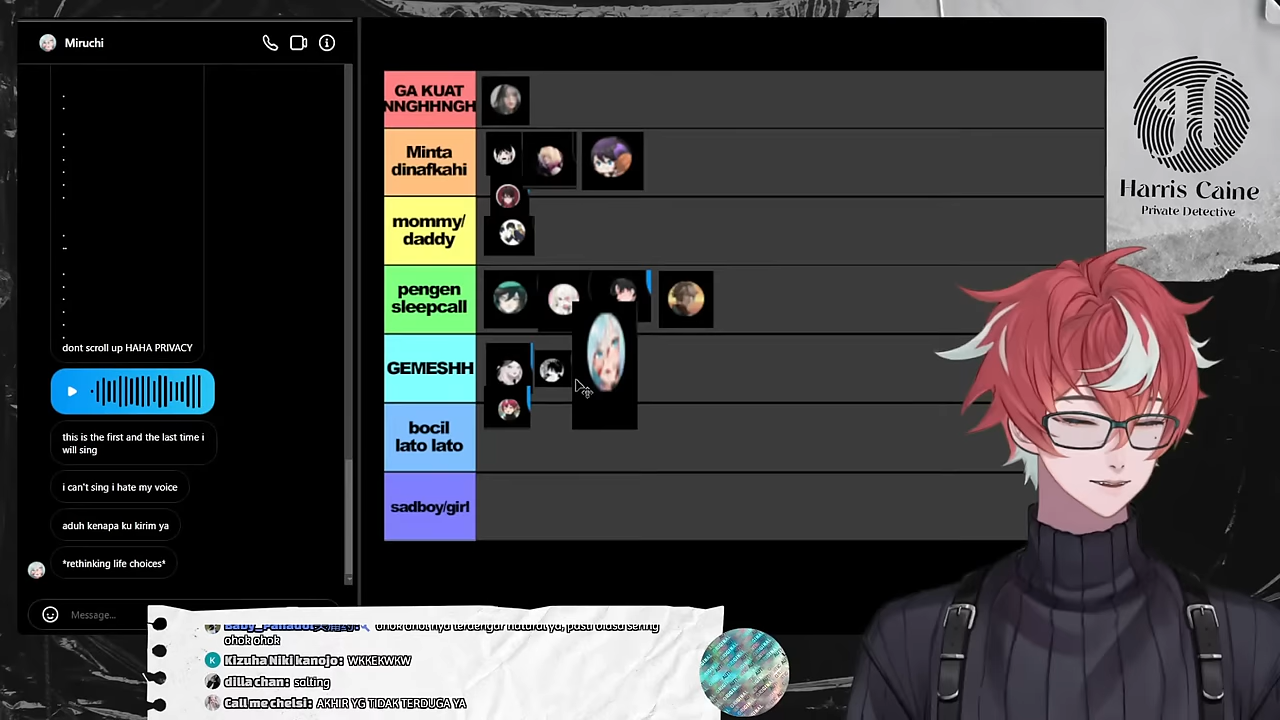 Miruchi
dont scroll up HAHA PRIVACY
this is the first and the last time i
will sing
i can't sing i hate my voice
aduh kenapa ku kirim ya
*rethinking life choices*
Message...
GA KUAT
NNGHHNGH
Minta
dinafkahi
mommy/
daddy
pengen
sleepcall
GEMESHH
bocil
lato lato
sadboy/girl
H
Harris Caine
Private Detective
ohok ohok
Kizuha Niki kanojo: WKKEKWKW
dilla chan: salting
Call me chelsi: AKHIR YG TIDAK TERDUGA YA